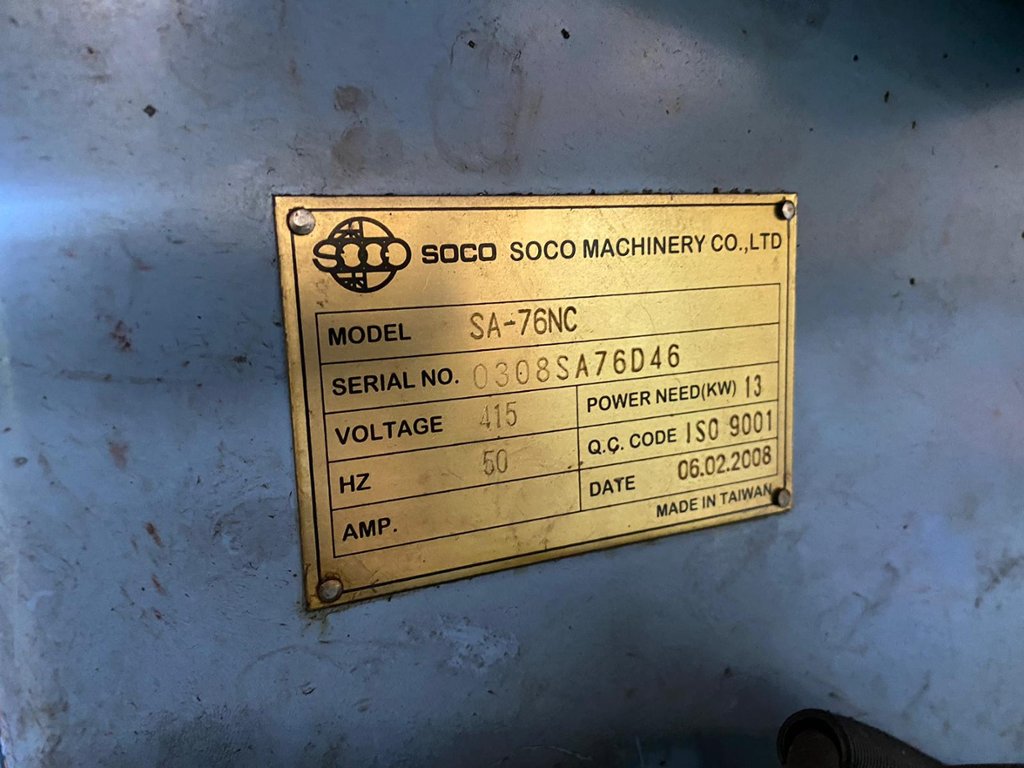 SOCO SOCO SOCO MACHINERY CO.,LTD
MODEL SA-76NC
SERIAL NO. 0308SA76D46
VOLTAGE 415 POWER NEED(KW) 13
HZ 50 Q.C. CODE ISO 9001
AMP. DATE 06.02.2008
MADE IN TAIWAN